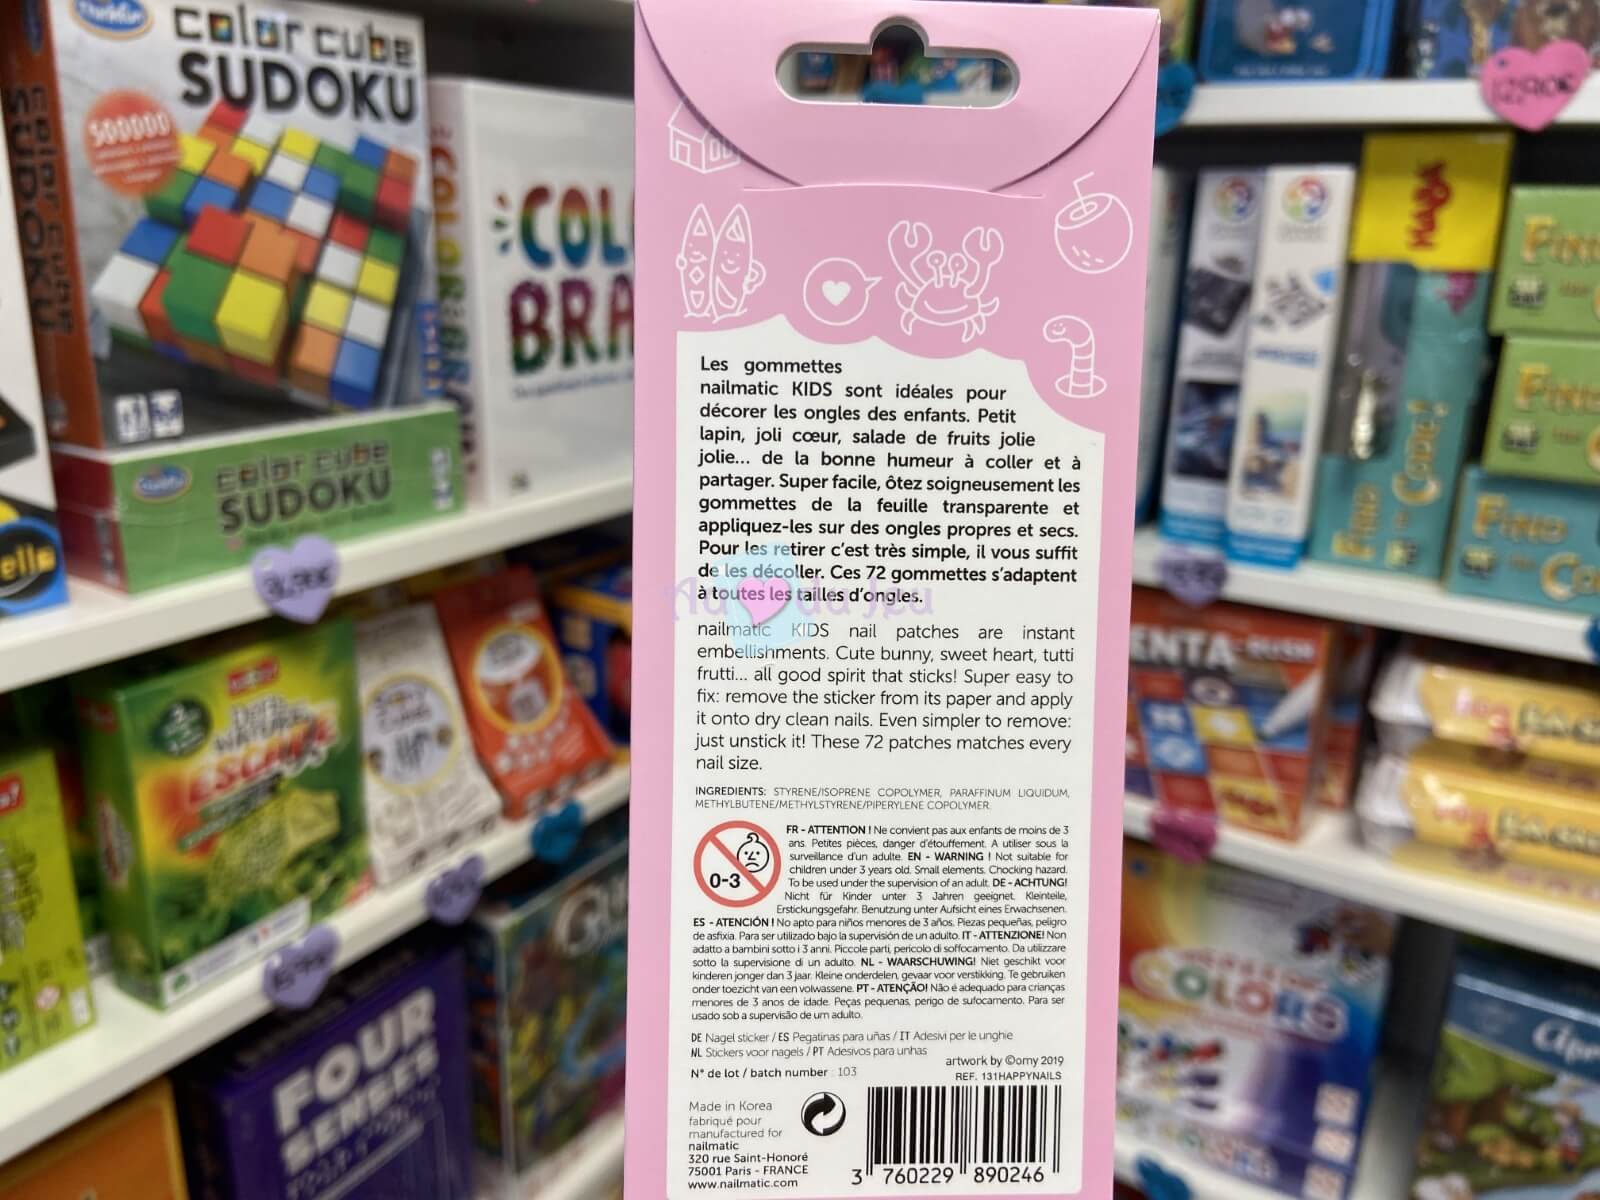 Les gommettes
nailmatic KIDS sont idéales pour
décorer les ongles des enfants. Petit
lapin, joli cœur, salade de fruits jolie
jolie... de la bonne humeur à coller et à
partager. Super facile, ôtez soigneusement les
gommettes de la feuille transparente et
appliquez-les sur des ongles propres et secs.
Pour les retirer c'est très simple, il vous suffit
de les décoller. Ces 72 gommettes s'adaptent
à toutes les tailles d'ongles.
nailmatic KIDS nail patches are instant
embellishments. Cute bunny, sweet heart, tutti
frutti... all good spirit that sticks! Super easy to
fix: remove the sticker from its paper and apply
it onto dry clean nails. Even simpler to remove:
just unstick it! These 72 patches matches every
nail size.
INGREDIENTS: STYRENE/ISOPRENE COPOLYMER, PARAFFINUM LIQUIDUM,
METHYLBUTENE/METHYLSTYRENE/PIPERYLENE COPOLYMER.
0-3
FR - ATTENTION ! Ne convient pas aux enfants de moins de 3
ans. Petites pièces, danger d'étouffement. A utiliser sous la
surveillance d'un adulte. EN - WARNING ! Not suitable for
children under 3 years old. Small elements. Chocking hazard.
To be used under the supervision of an adult. DE - ACHTUNG!
Nicht für Kinder unter 3 Jahren geeignet. Kleinteile,
Erstickungsgefahr. Benutzung unter Aufsicht eines Erwachsenen.
ES - ATENCIÓN ! No apto para niños menores de 3 años. Piezas pequeñas, peligro
de asfixia. Para ser utilizado bajo la supervisión de un adulto. IT - ATTENZIONE! Non
adatto a bambini sotto i 3 anni. Piccole parti, pericolo di soffocamento. Da utilizzare
sotto la supervisione di un adulto. NL - WAARSCHUWING! Niet geschikt voor
kinderen jonger dan 3 jaar. Kleine onderdelen, gevaar voor verstikking. Te gebruiken
onder toezicht van een volwassene. PT - ATENÇÃO! Não é adequado para crianças
menores de 3 anos de idade. Peças pequenas, perigo de sufocamento. Para ser
usado sob a supervisão de um adulto.
DE Nagel sticker / ES Pegatinas para uñas / IT Adesivi per le unghie
NL Stickers voor nagels / PT Adesivos para unhas
artwork by ©omy 2019
N° de lot / batch number : 103
REF. 131HAPPYNAILS
Made in Korea
fabriqué pour
manufactured for
nailmatic
320 rue Saint-Honoré
75001 Paris - FRANCE
www.nailmatic.com
3 760229 890246
Au du Jeu
ThinkFun
color cube
SUDOKU
500000
color cube
SUDOKU
COL
BRA
FOUR
SENSES
HABA
12,90€
COLORS